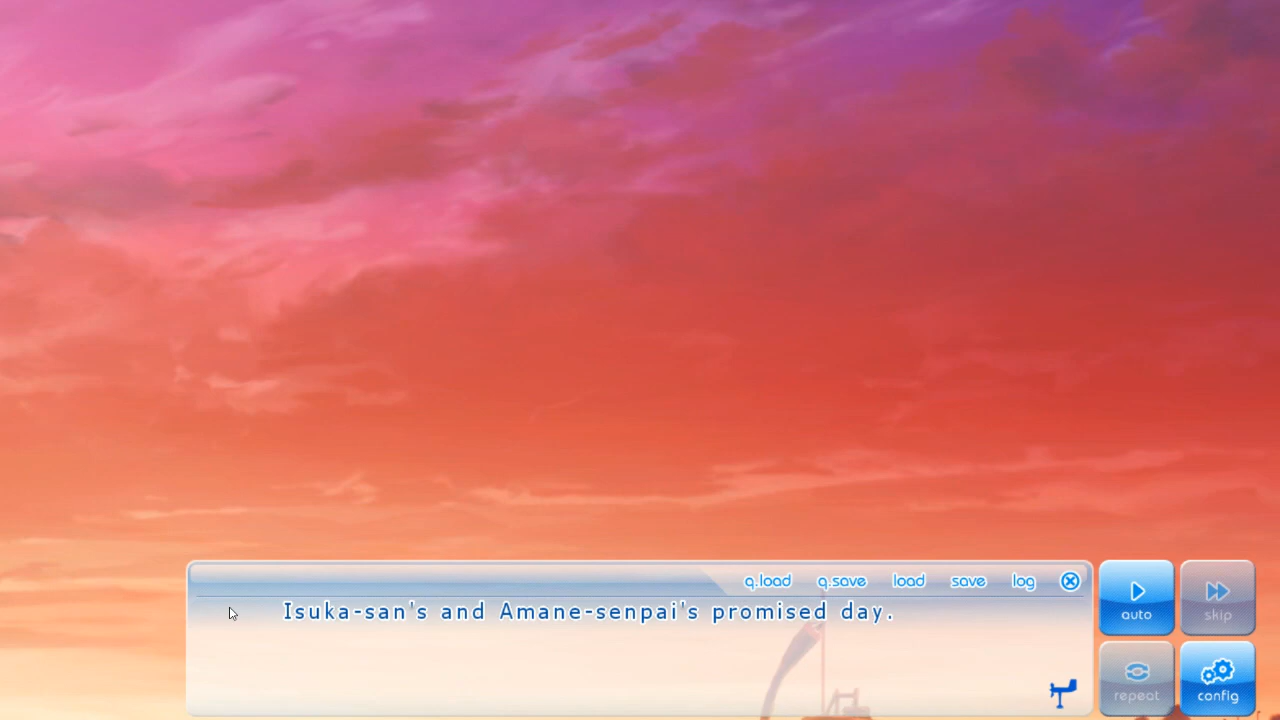 q.load q.save load save log
Isuka-san's and Amane-senpai's promised day.
auto
skip
repeat
config